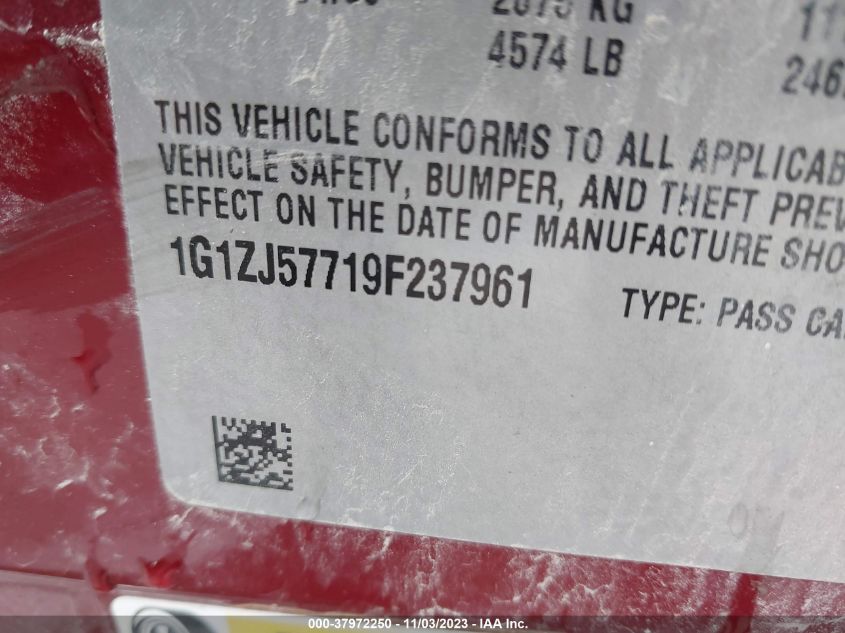 KG
4574 LB
THIS VEHICLE CONFORMS TO ALL APPLICAB
VEHICLE SAFETY, BUMPER, AND THEFT PREV
EFFECT ON THE DATE OF MANUFACTURE SHO
1G1ZJ57719F237961
TYPE: PASS CA
000-37972250 - 11/03/2023 - IAA Inc.